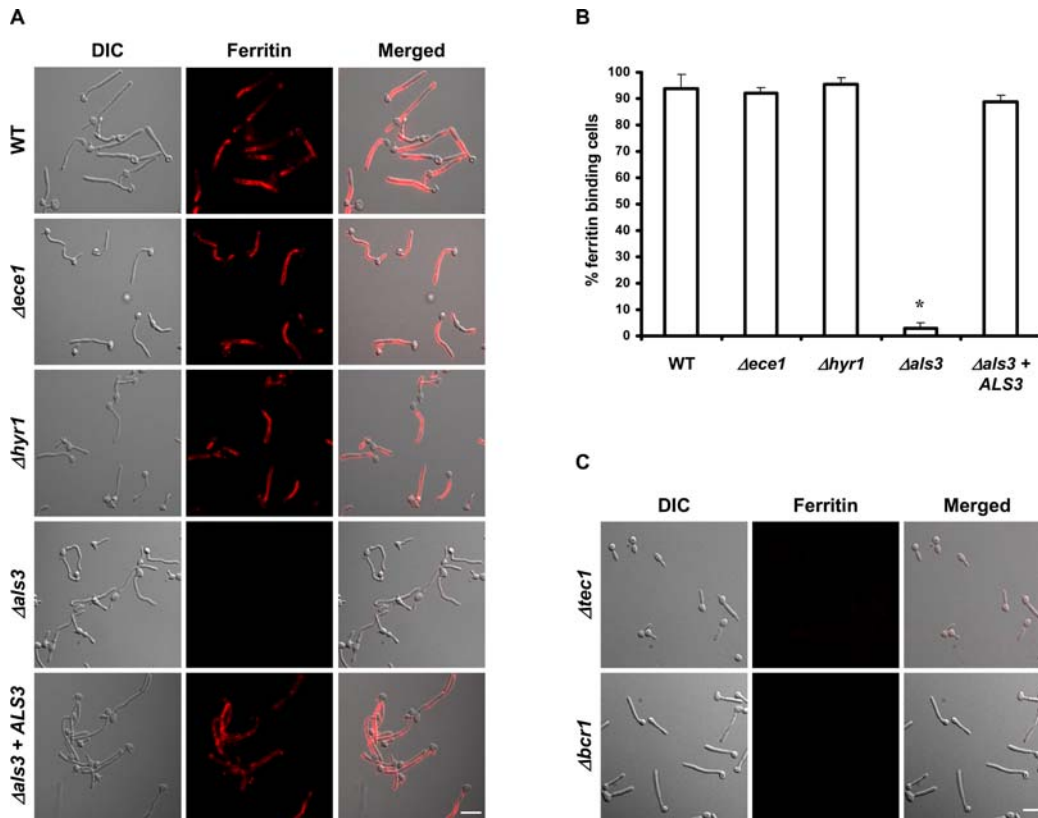 A
DIC Ferritin Merged
WT
Δece1
Δhyr1
Δals3
Δals3 + ALS3
B
% ferritin binding cells
100
90
80
70
60
50
40
30
20
10
0
*
WT Δece1 Δhyr1 Δals3 Δals3 +
ALS3
C
DIC Ferritin Merged
Δtec1
Δbcr1